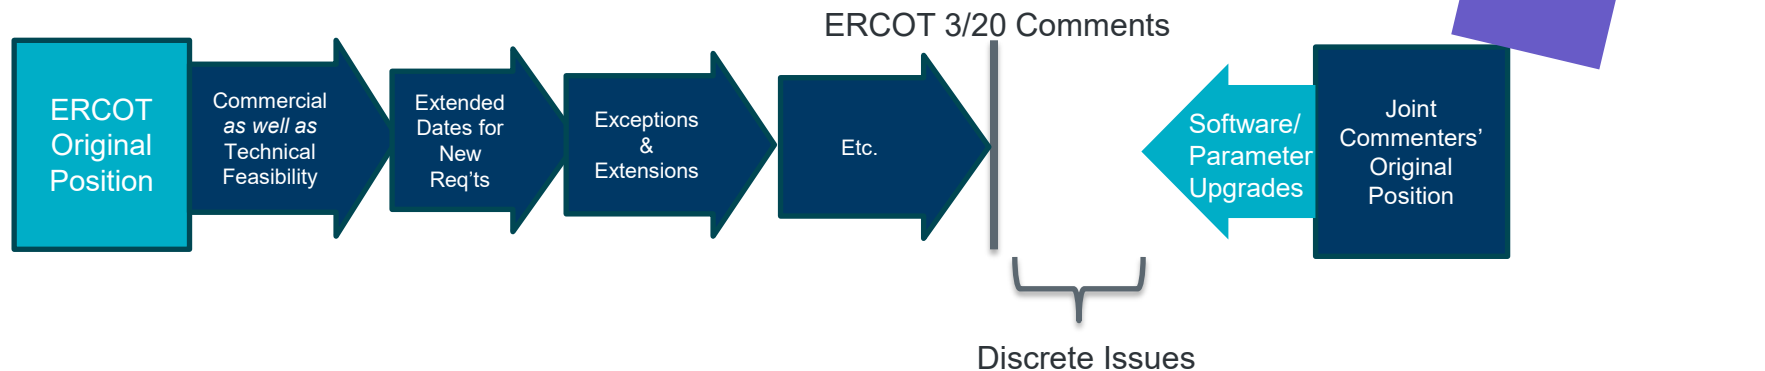 ERCOT 3/20 Comments
ERCOT
Original
Position
Commercial
as well as
Technical
Feasibility
Extended
Dates for
New
Req'ts
Exceptions
&
Extensions
Etc.
Software/
Parameter
Upgrades
Joint
Commenters'
Original
Position
Discrete Issues